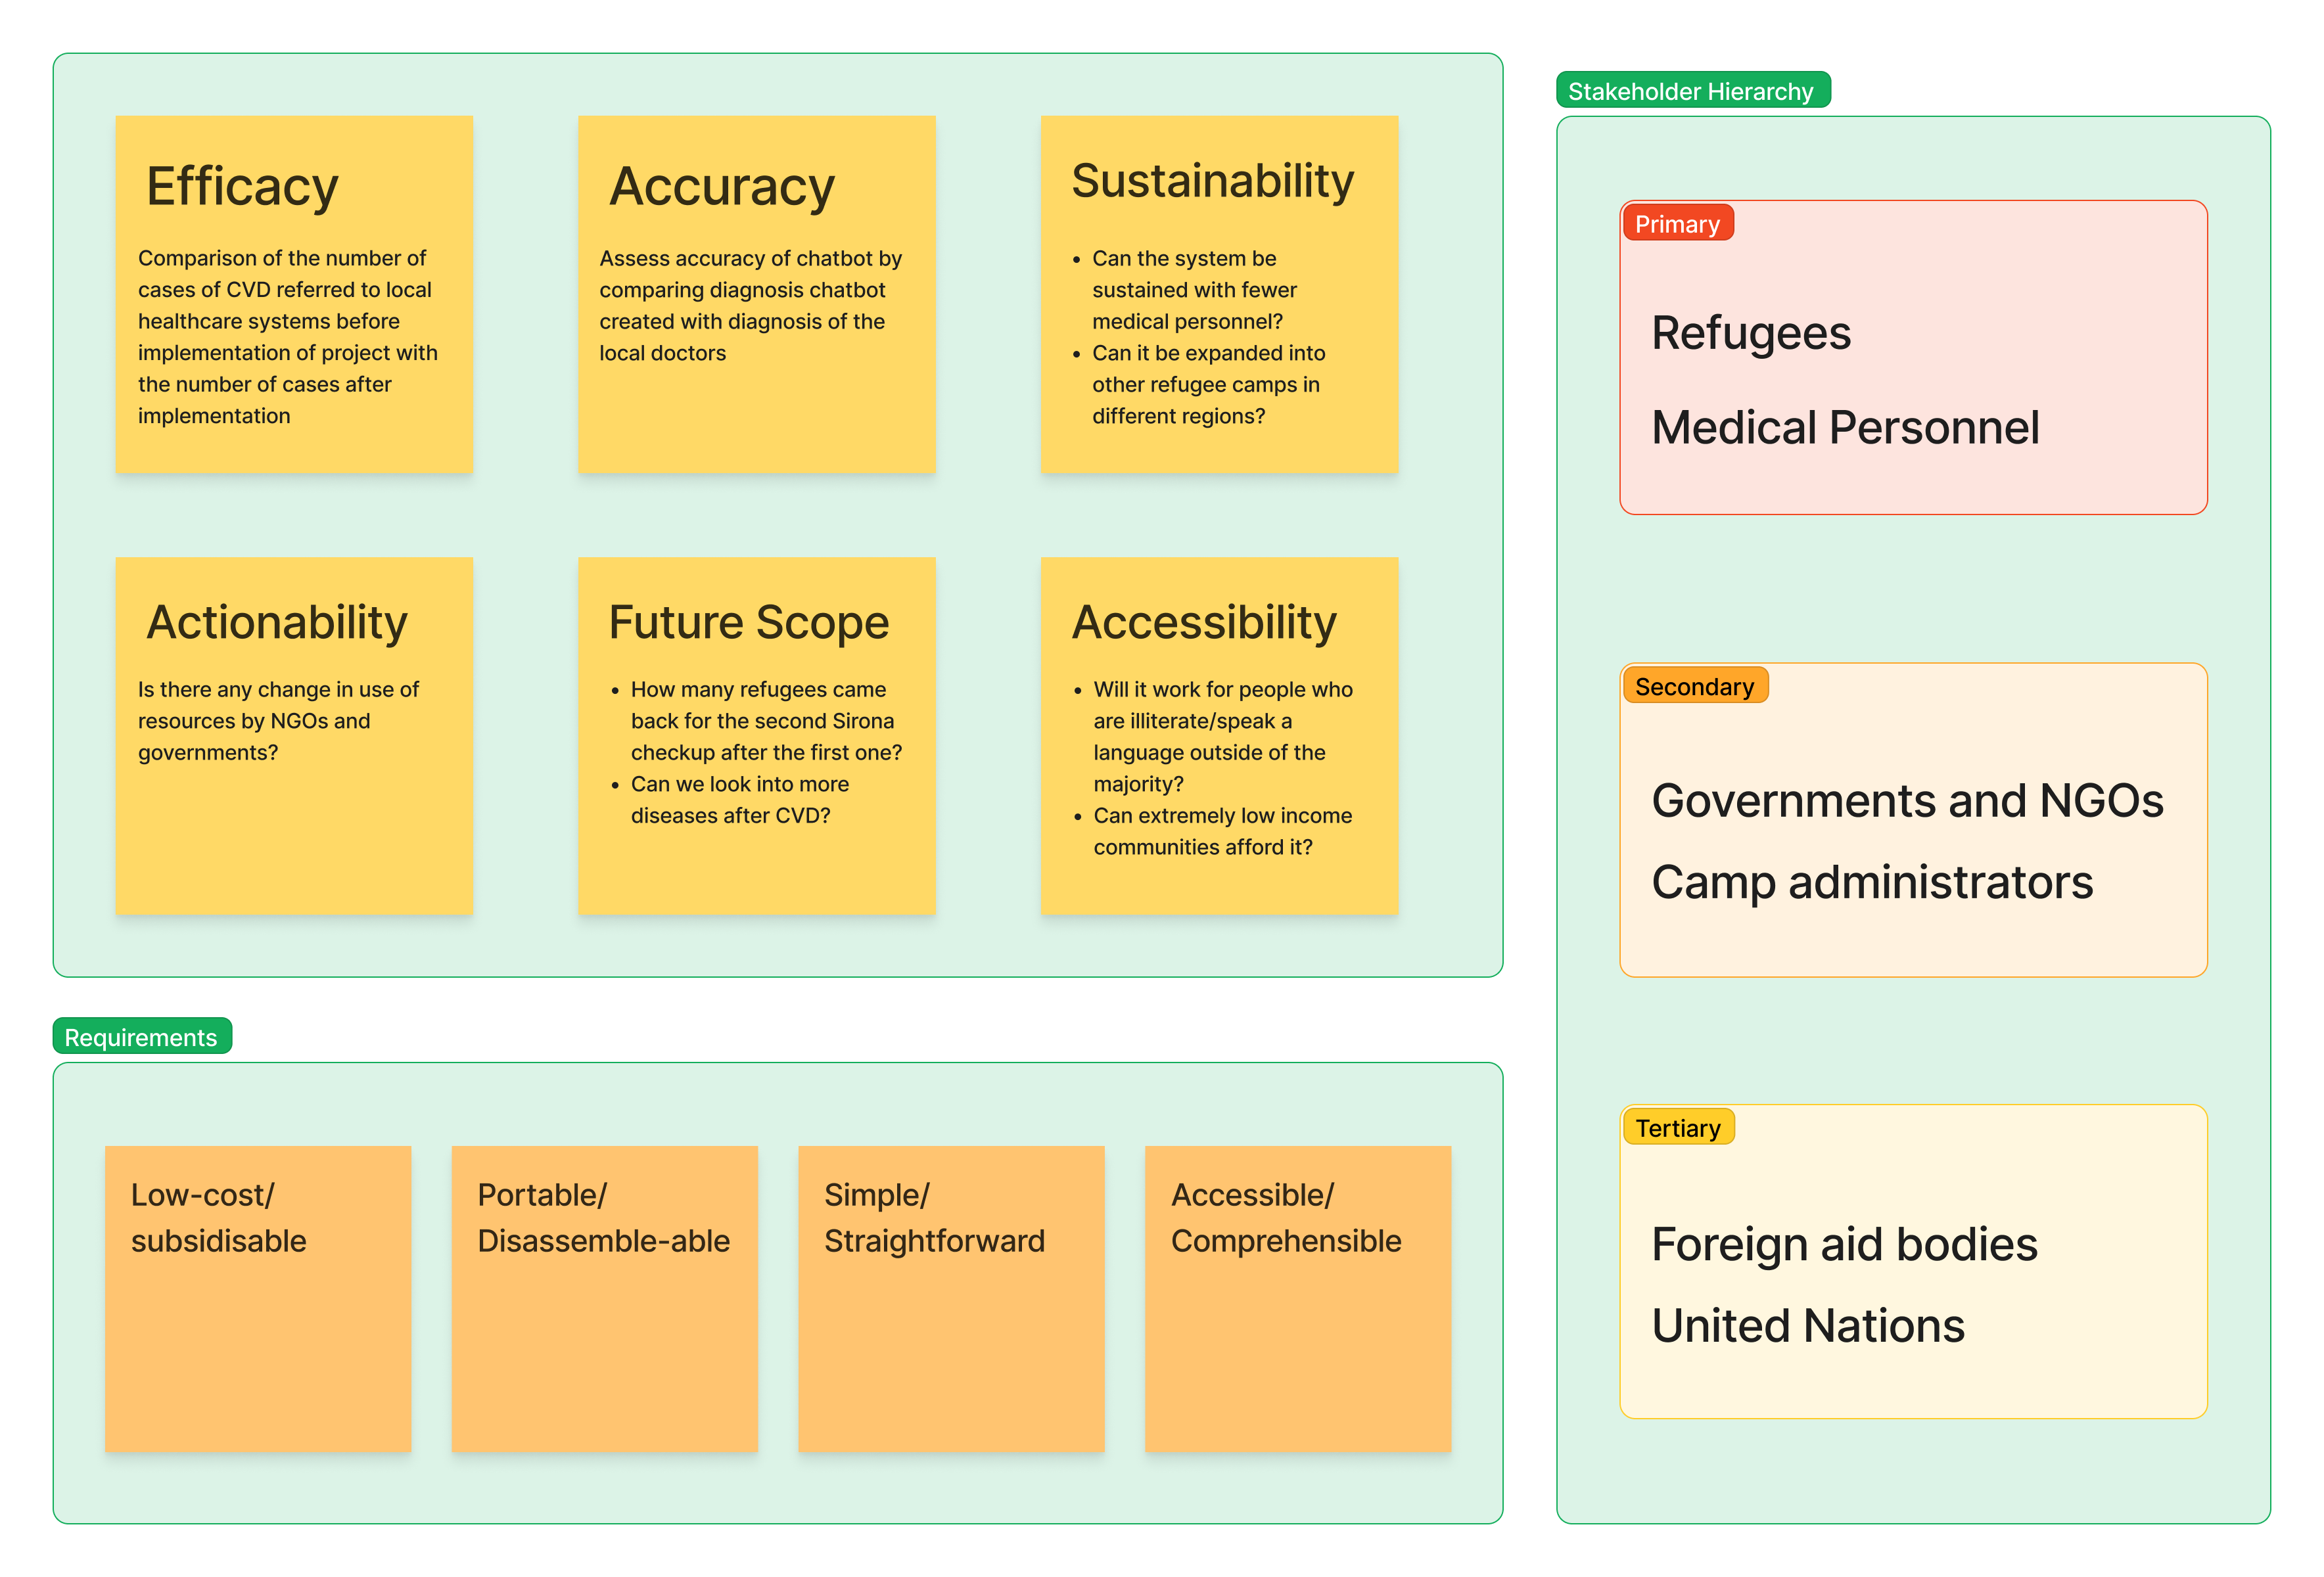 Efficacy
Comparison of the number of
cases of CVD referred to local
healthcare systems before
implementation of project with
the number of cases after
implementation
Accuracy
Assess accuracy of chatbot by
comparing diagnosis chatbot
created with diagnosis of the
local doctors
Sustainability
• Can the system be
sustained with fewer
medical personnel?
• Can it be expanded into
other refugee camps in
different regions?
Actionability
Is there any change in use of
resources by NGOs and
governments?
Future Scope
• How many refugees came
back for the second Sirona
checkup after the first one?
• Can we look into more
diseases after CVD?
Accessibility
• Will it work for people who
are illiterate/speak a
language outside of the
majority?
• Can extremely low income
communities afford it?
Requirements
Low-cost/
subsidisable
Portable/
Disassemble-able
Simple/
Straightforward
Accessible/
Comprehensible
Stakeholder Hierarchy
Primary
Refugees
Medical Personnel
Secondary
Governments and NGOs
Camp administrators
Tertiary
Foreign aid bodies
United Nations